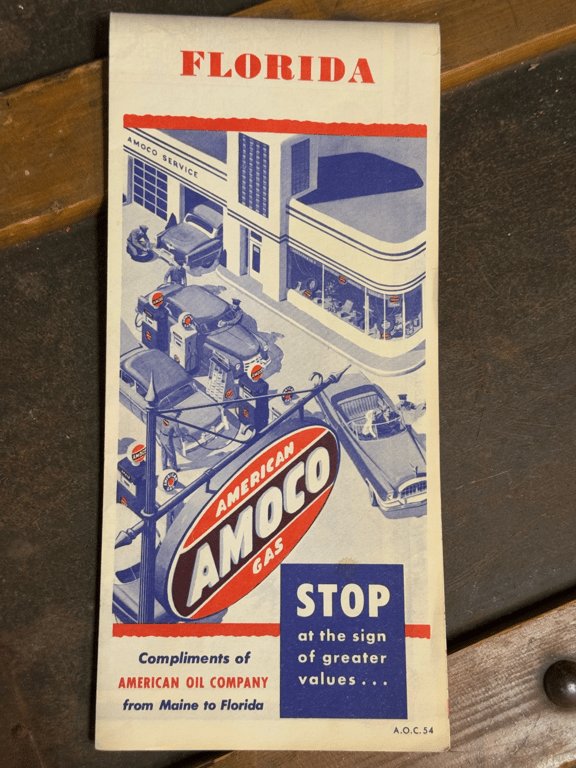 FLORIDA
AMOCO SERVICE
AMERICAN
AMOCO
GAS
STOP
at the sign
of greater
values...
Compliments of
AMERICAN OIL COMPANY
from Maine to Florida
A.O.C. 54